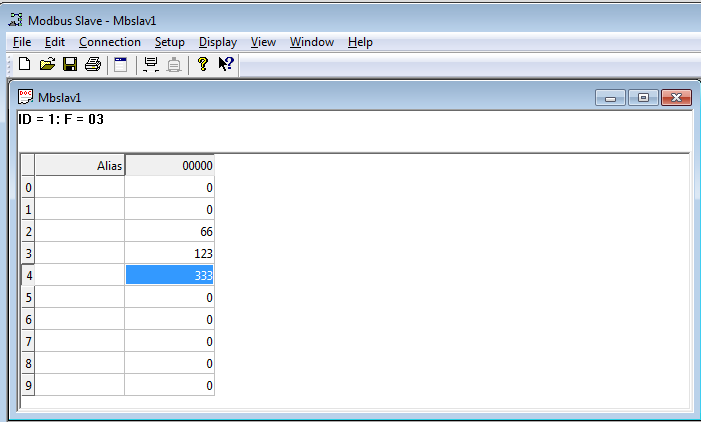 Modbus Slave - Mbslav1
File Edit Connection Setup Display View Window Help
Mbslav1
ID = 1: F = 03
Alias 00000
0 0
1 0
2 66
3 123
4 333
5 0
6 0
7 0
8 0
9 0